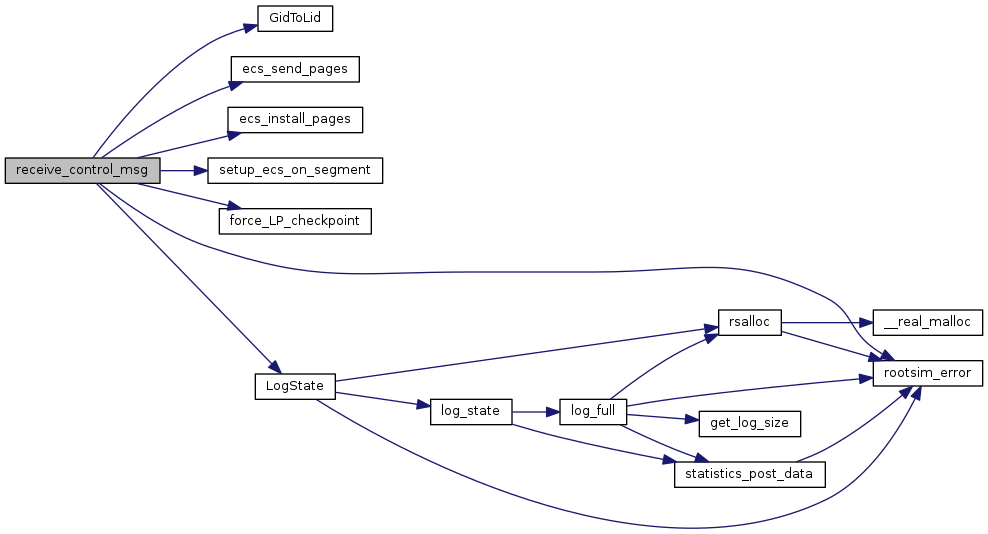 GidToLid
ecs_send_pages
ecs_install_pages
receive_control_msg
setup_ecs_on_segment
force_LP_checkpoint
rsalloc
__real_malloc
rootsim_error
LogState
log_state
log_full
get_log_size
statistics_post_data